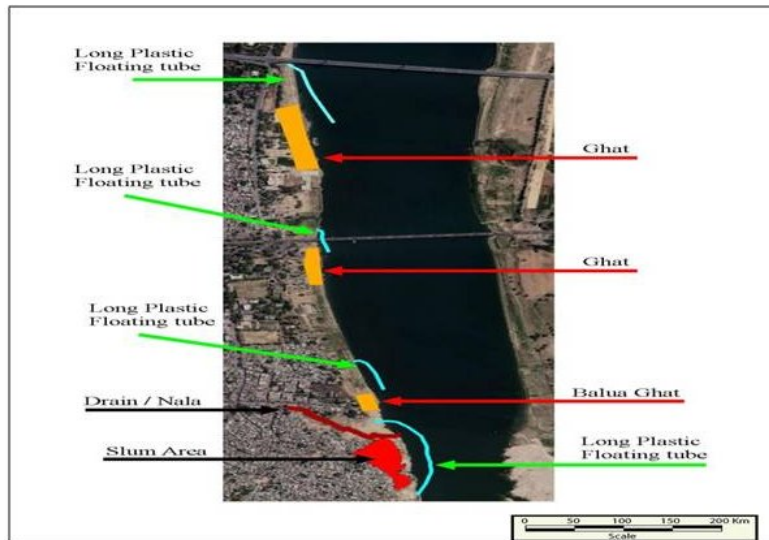 Long Plastic
Floating tube
Ghat
Long Plastic
Floating tube
Ghat
Long Plastic
Floating tube
Balua Ghat
Drain / Nala
Slum Area
Long Plastic
Floating tube
0 50 100 150 200 Km
Scale